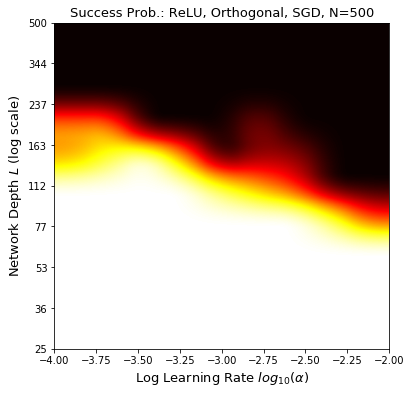 Success Prob.: ReLU, Orthogonal, SGD, N=500
500
344
237
163
112
77
53
36
25
Network Depth L (log scale)
−4.00 −3.75 −3.50 −3.25 −3.00 −2.75 −2.50 −2.25 −2.00
Log Learning Rate log₁₀(α)